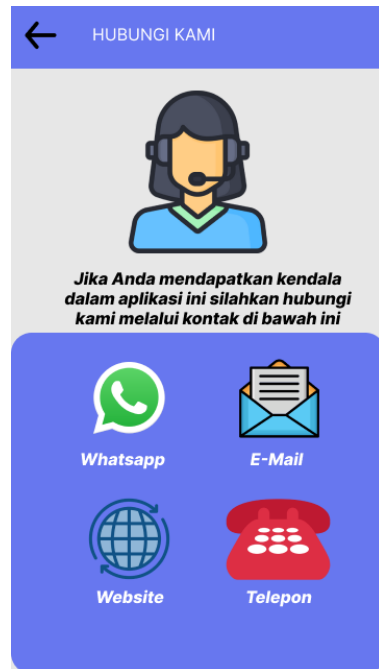 HUBUNGI KAMI
Jika Anda mendapatkan kendala
dalam aplikasi ini silahkan hubungi
kami melalui kontak di bawah ini
Whatsapp
E-Mail
Website
Telepon